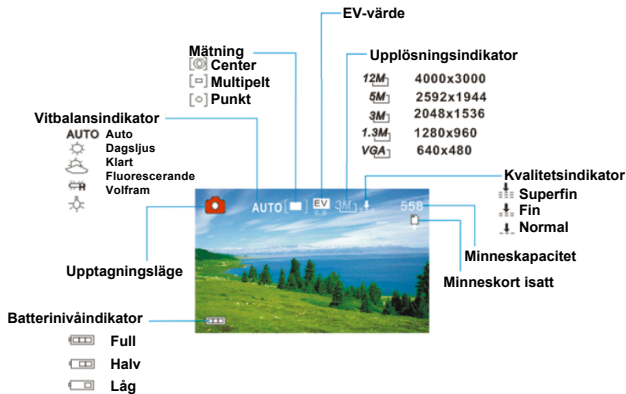 EV-värde
Mätning
Center
Multipelt
Punkt
Upplösningsindikator
12M 4000x3000
5M 2592x1944
3M 2048x1536
1.3M 1280x960
VGA 640x480
Vitbalansindikator
AUTO Auto
Dagsljus
Klart
Fluorescerande
Volfram
Kvalitetsindikator
Superfin
Fin
Normal
AUTO EV 3M 558
Upptagningsläge
Minneskapacitet
Minneskort isatt
Batterinivåindikator
Full
Halv
Låg